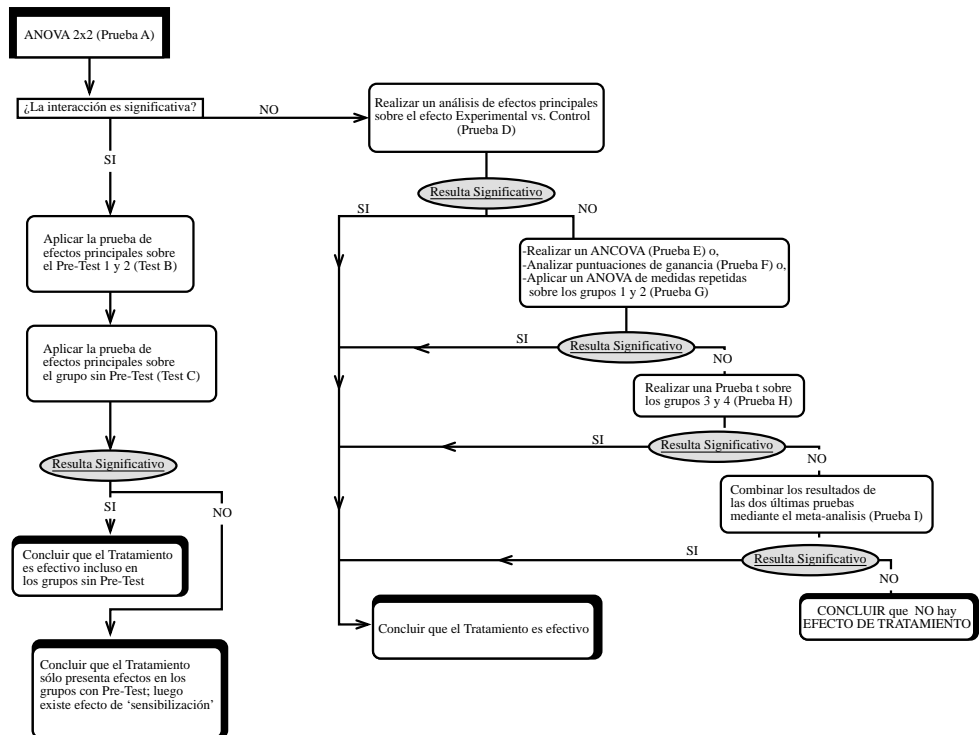 ANOVA 2x2 (Prueba A)
¿La interacción es significativa?
NO
SI
Aplicar la prueba de
efectos principales sobre
el Pre-Test 1 y 2 (Test B)
Aplicar la prueba de
efectos principales sobre
el grupo sin Pre-Test (Test C)
Resulta Significativo
SI
NO
Concluir que el Tratamiento
es efectivo incluso en
los grupos sin Pre-Test
Concluir que el Tratamiento
sólo presenta efectos en los
grupos con Pre-Test; luego
existe efecto de ‘sensibilización’
Realizar un análisis de efectos principales
sobre el efecto Experimental vs. Control
(Prueba D)
Resulta Significativo
SI
NO
-Realizar un ANCOVA (Prueba E) o,
-Analizar puntuaciones de ganancia (Prueba F) o,
-Aplicar un ANOVA de medidas repetidas
sobre los grupos 1 y 2 (Prueba G)
SI
Resulta Significativo
NO
Realizar una Prueba t sobre
los grupos 3 y 4 (Prueba H)
SI
Resulta Significativo
NO
Combinar los resultados de
las dos últimas pruebas
mediante el meta-analisis (Prueba I)
SI
Resulta Significativo
NO
CONCLUIR que NO hay
EFECTO DE TRATAMIENTO
Concluir que el Tratamiento es efectivo